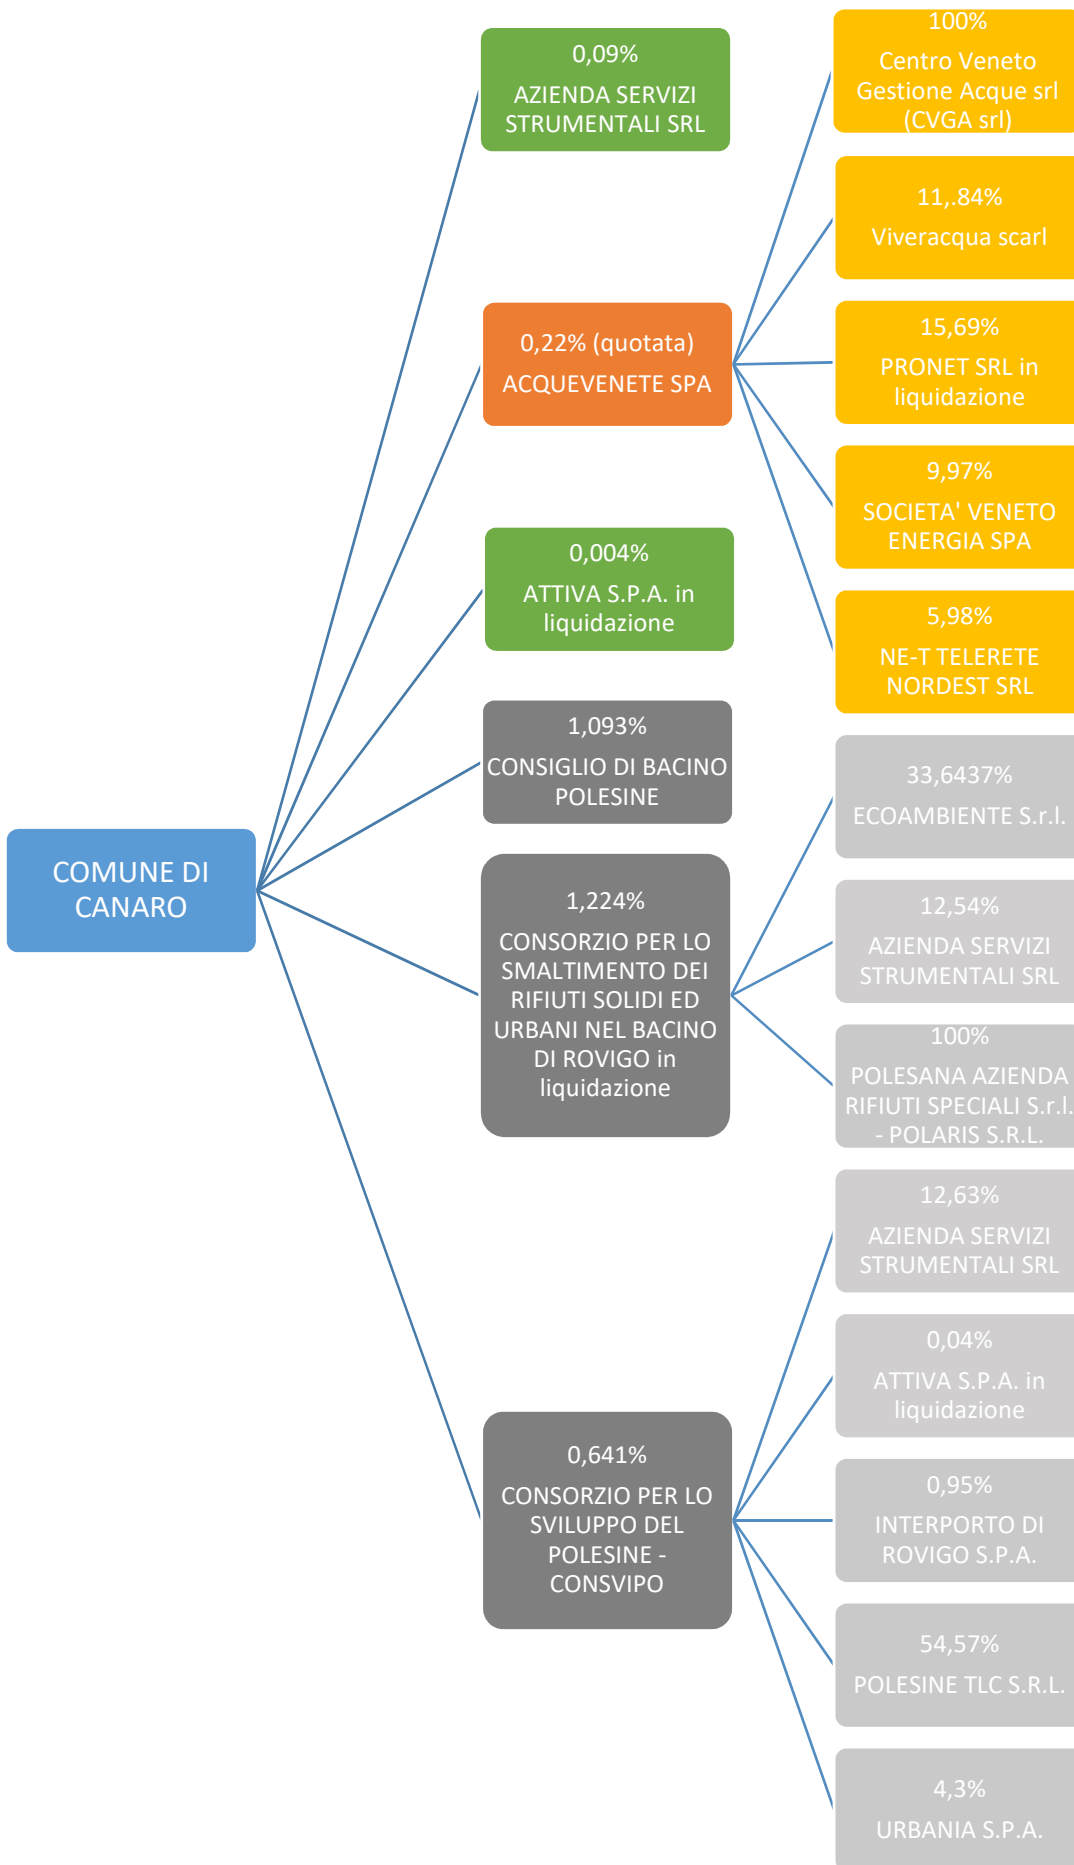 COMUNE DI
CANARO
0,09%
AZIENDA SERVIZI
STRUMENTALI SRL
0,22% (quotata)
ACQUEVENETE SPA
100%
Centro Veneto
Gestione Acque srl
(CVGA srl)
11,.84%
Viveracqua scarl
15,69%
PRONET SRL in
liquidazione
9,97%
SOCIETA' VENETO
ENERGIA SPA
5,98%
NE-T TELERETE
NORDEST SRL
0,004%
ATTIVA S.P.A. in
liquidazione
1,093%
CONSIGLIO DI BACINO
POLESINE
1,224%
CONSORZIO PER LO
SMALTIMENTO DEI
RIFIUTI SOLIDI ED
URBANI NEL BACINO
DI ROVIGO in
liquidazione
33,6437%
ECOAMBIENTE S.r.l.
12,54%
AZIENDA SERVIZI
STRUMENTALI SRL
100%
POLESANA AZIENDA
RIFIUTI SPECIALI S.r.l.
- POLARIS S.R.L.
0,641%
CONSORZIO PER LO
SVILUPPO DEL
POLESINE -
CONSVIPO
12,63%
AZIENDA SERVIZI
STRUMENTALI SRL
0,04%
ATTIVA S.P.A. in
liquidazione
0,95%
INTERPORTO DI
ROVIGO S.P.A.
54,57%
POLESINE TLC S.R.L.
4,3%
URBANIA S.P.A.